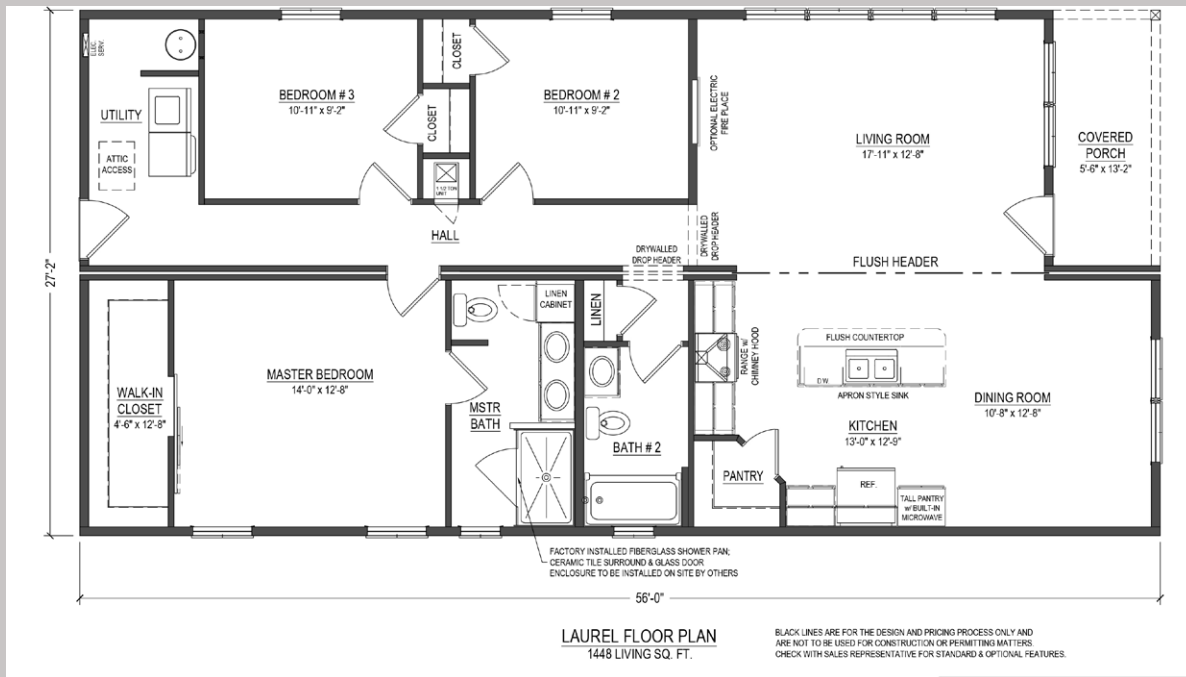 ELEC.
SERV.
UTILITY
ATTIC
ACCESS
BEDROOM # 3
10'-11" x 9'-2"
CLOSET
CLOSET
1 1/2 TON
UNIT
BEDROOM # 2
10'-11" x 9'-2"
OPTIONAL ELECTRIC
FIRE PLACE
LIVING ROOM
17'-11" x 12'-8"
COVERED
PORCH
5'-6" x 13'-2"
HALL
DRYWALLED
DROP HEADER
DRYWALLED
DROP HEADER
FLUSH HEADER
27'-2"
WALK-IN
CLOSET
4'-6" x 12'-8"
MASTER BEDROOM
14'-0" x 12'-8"
MSTR
BATH
LINEN
CABINET
LINEN
BATH # 2
RANGE w/
CHIMNEY HOOD
FLUSH COUNTERTOP
D.W.
APRON STYLE SINK
KITCHEN
13'-0" x 12'-9"
DINING ROOM
10'-8" x 12'-8"
PANTRY
REF.
TALL PANTRY
w/ BUILT-IN
MICROWAVE
FACTORY INSTALLED FIBERGLASS SHOWER PAN;
CERAMIC TILE SURROUND & GLASS DOOR
ENCLOSURE TO BE INSTALLED ON SITE BY OTHERS
56'-0"
LAUREL FLOOR PLAN
1448 LIVING SQ. FT.
BLACK LINES ARE FOR THE DESIGN AND PRICING PROCESS ONLY AND
ARE NOT TO BE USED FOR CONSTRUCTION OR PERMITTING MATTERS.
CHECK WITH SALES REPRESENTATIVE FOR STANDARD & OPTIONAL FEATURES.